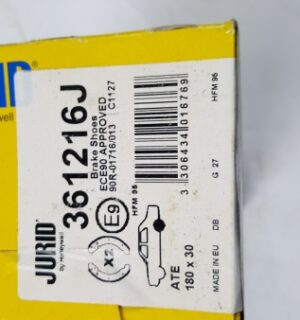 JURID
By Honeywell
361216J
Brake Shoes
ECE90 APPROVED
90R-01716/013 C1127
E9
X2
HFM 95
3 306434 016769
HFM 95
ATE
180 x 30
MADE IN EU DB G 27